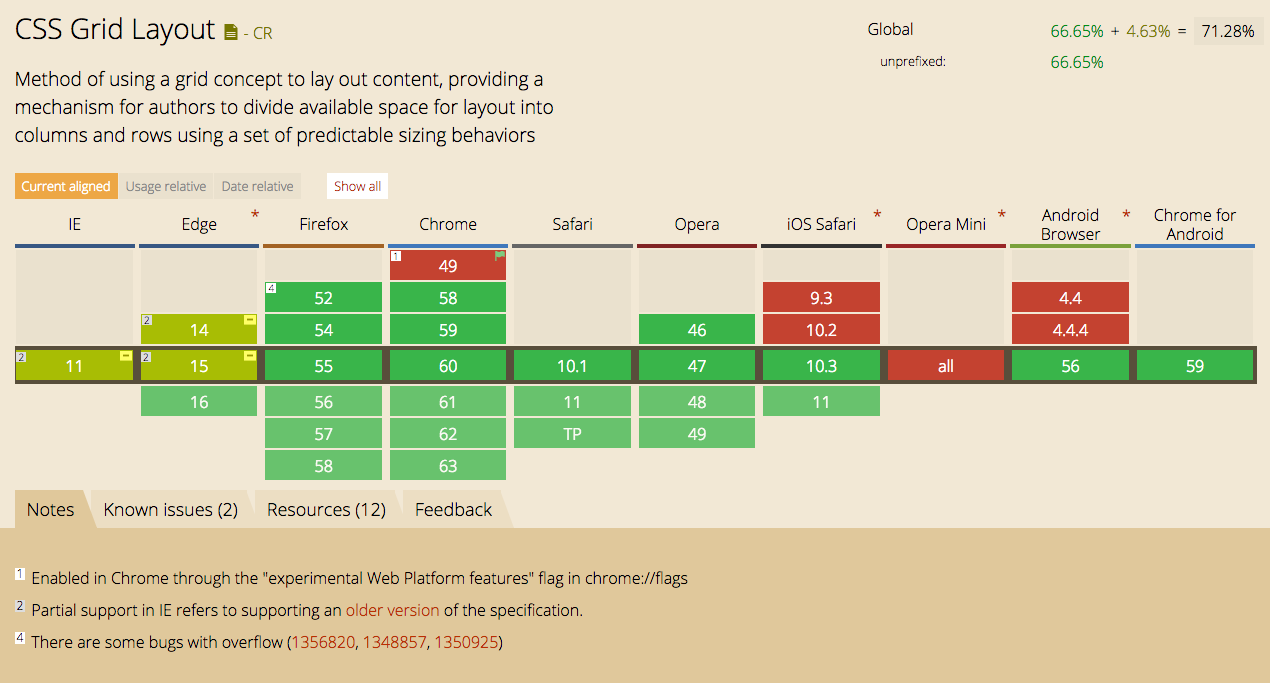 CSS Grid Layout - CR
Global 66.65% + 4.63% = 71.28%
unprefixed: 66.65%
Method of using a grid concept to lay out content, providing a
mechanism for authors to divide available space for layout into
columns and rows using a set of predictable sizing behaviors
Current aligned Usage relative Date relative Show all
IE Edge * Firefox Chrome Safari Opera iOS Safari * Opera Mini * Android Browser * Chrome for Android
1 49
4 52 58 9.3 4.4
2 14 54 59 46 10.2 4.4.4
2 11 2 15 55 60 10.1 47 10.3 all 56 59
16 56 61 11 48 11
57 62 TP 49
58 63
Notes Known issues (2) Resources (12) Feedback
1 Enabled in Chrome through the "experimental Web Platform features" flag in chrome://flags
2 Partial support in IE refers to supporting an older version of the specification.
4 There are some bugs with overflow (1356820, 1348857, 1350925)